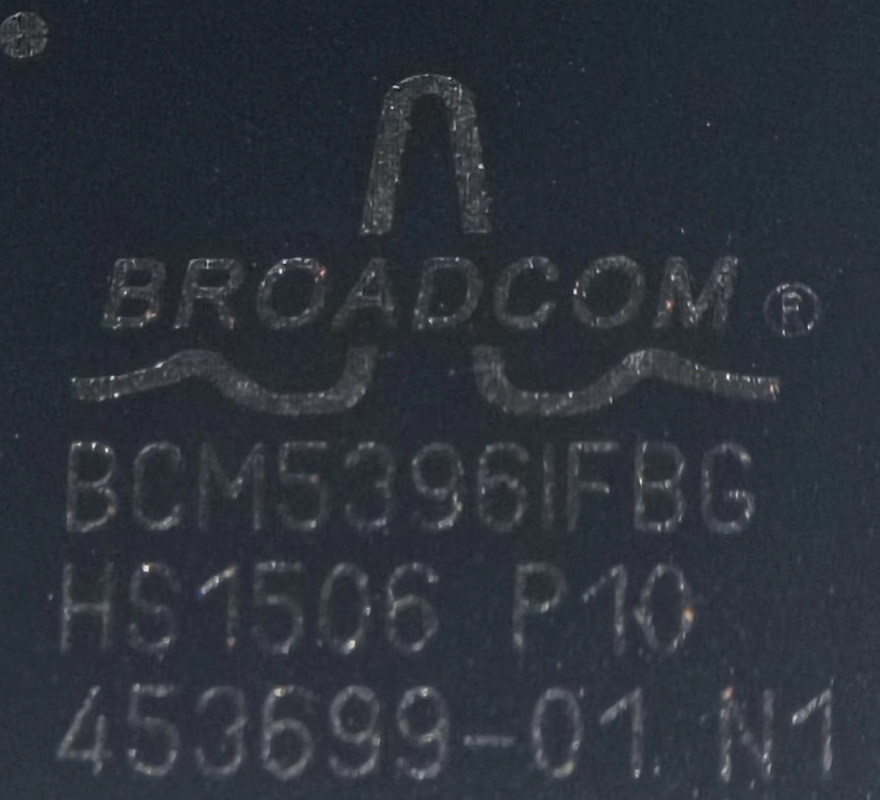 BROADCOM®
BCM5396IFBG
HS1506 P10
453699-01 N1